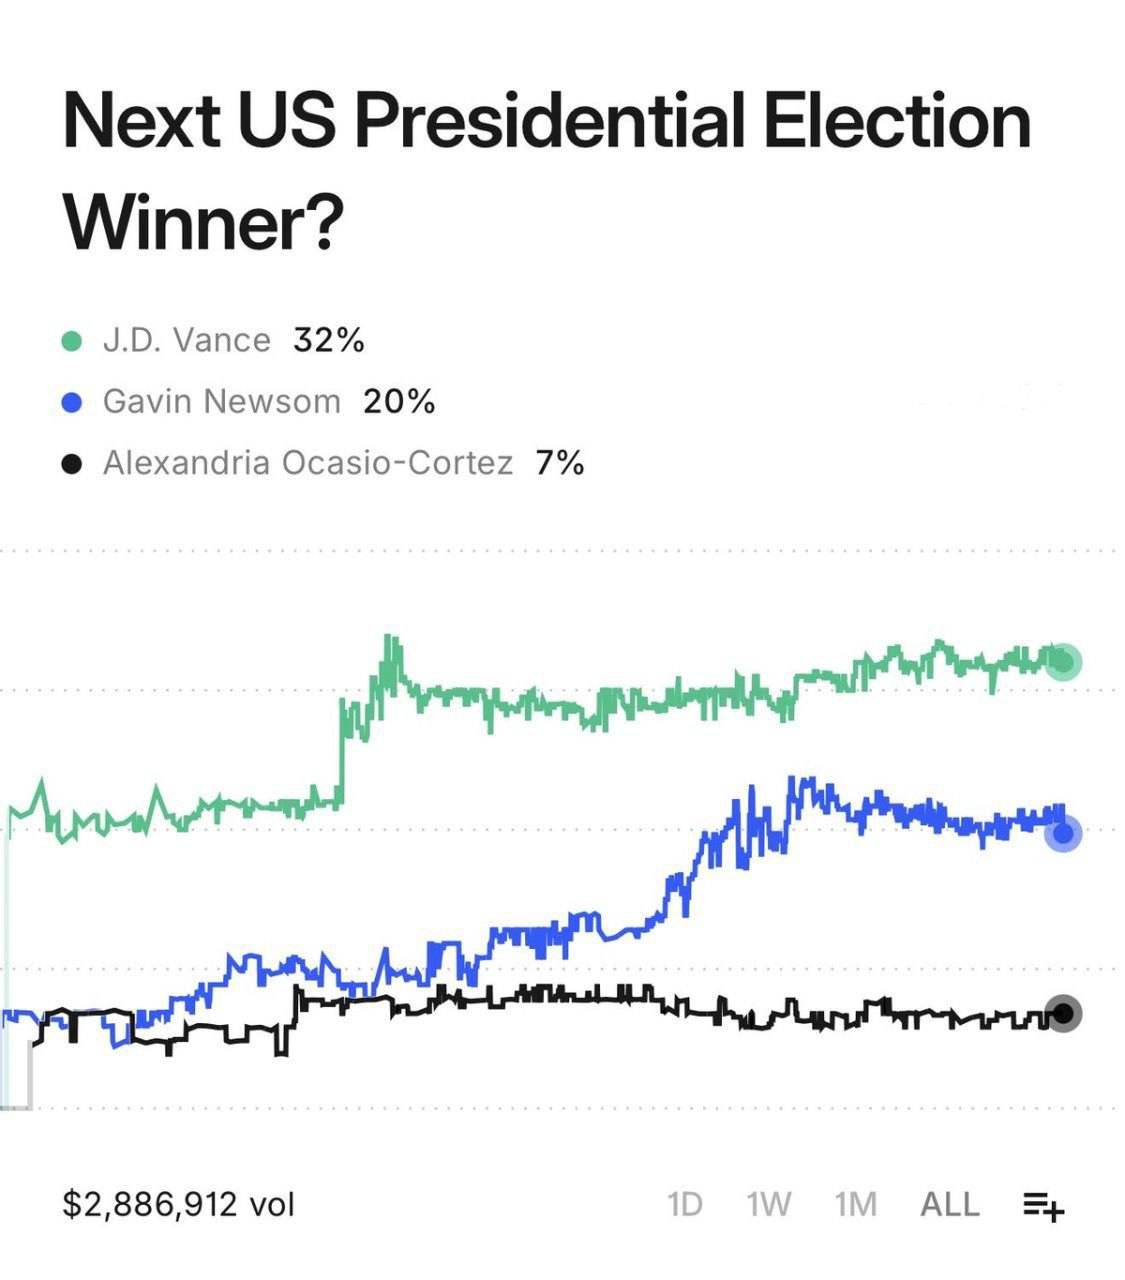 Next US Presidential Election
Winner?
J.D. Vance 32%
Gavin Newsom 20%
Alexandria Ocasio-Cortez 7%
$2,886,912 vol
1D 1W 1M ALL